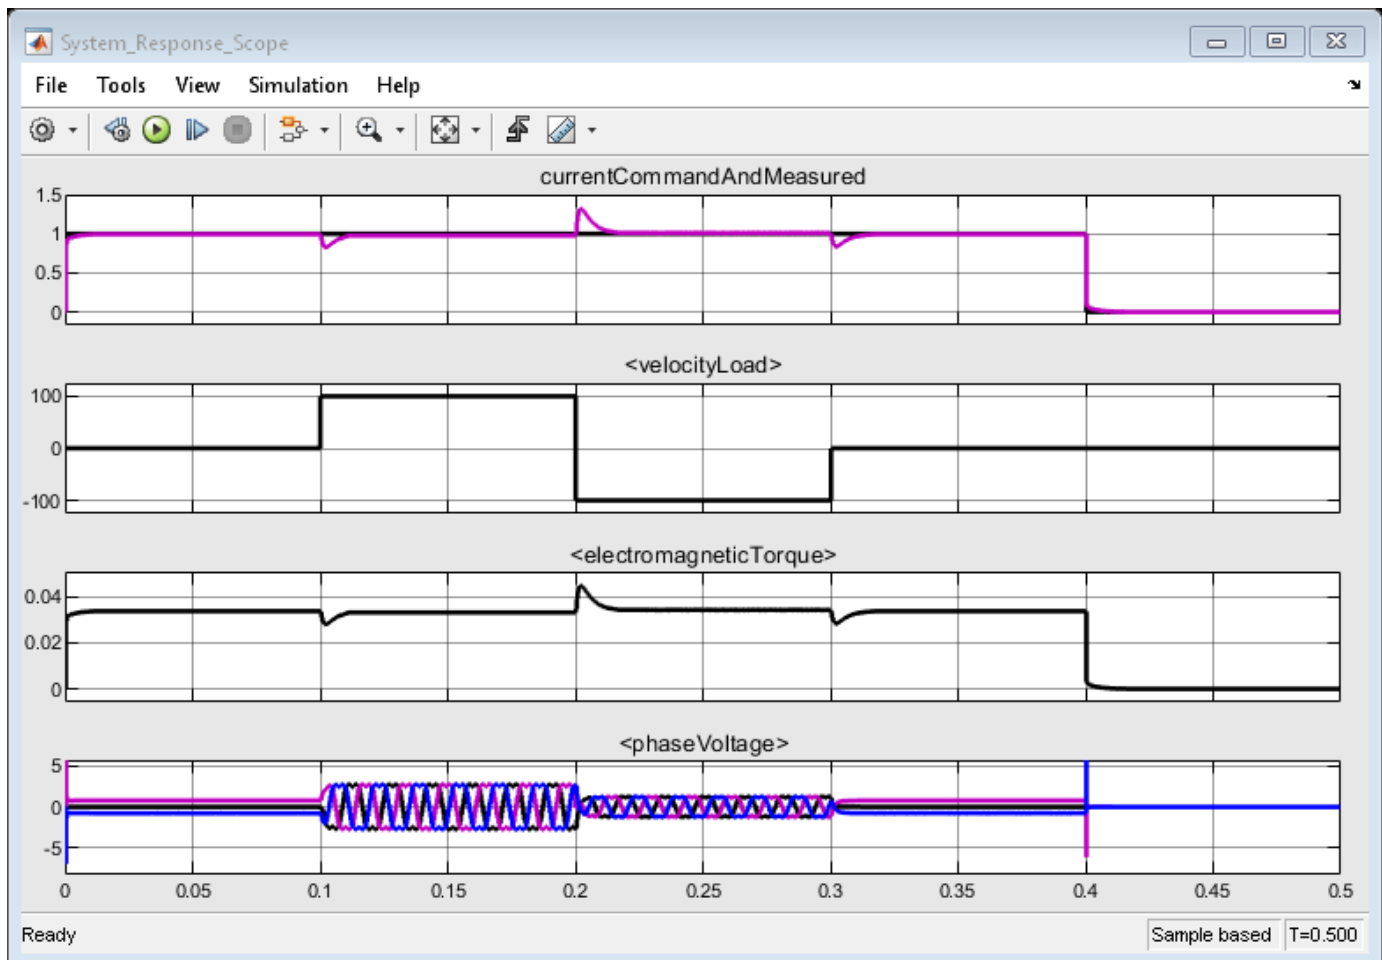 System_Response_Scope
File Tools View Simulation Help
currentCommandAndMeasured
1.5
1
0.5
0
<velocityLoad>
100
0
-100
<electromagneticTorque>
0.04
0.02
0
<phaseVoltage>
5
0
-5
0 0.05 0.1 0.15 0.2 0.25 0.3 0.35 0.4 0.45 0.5
Ready Sample based T=0.500